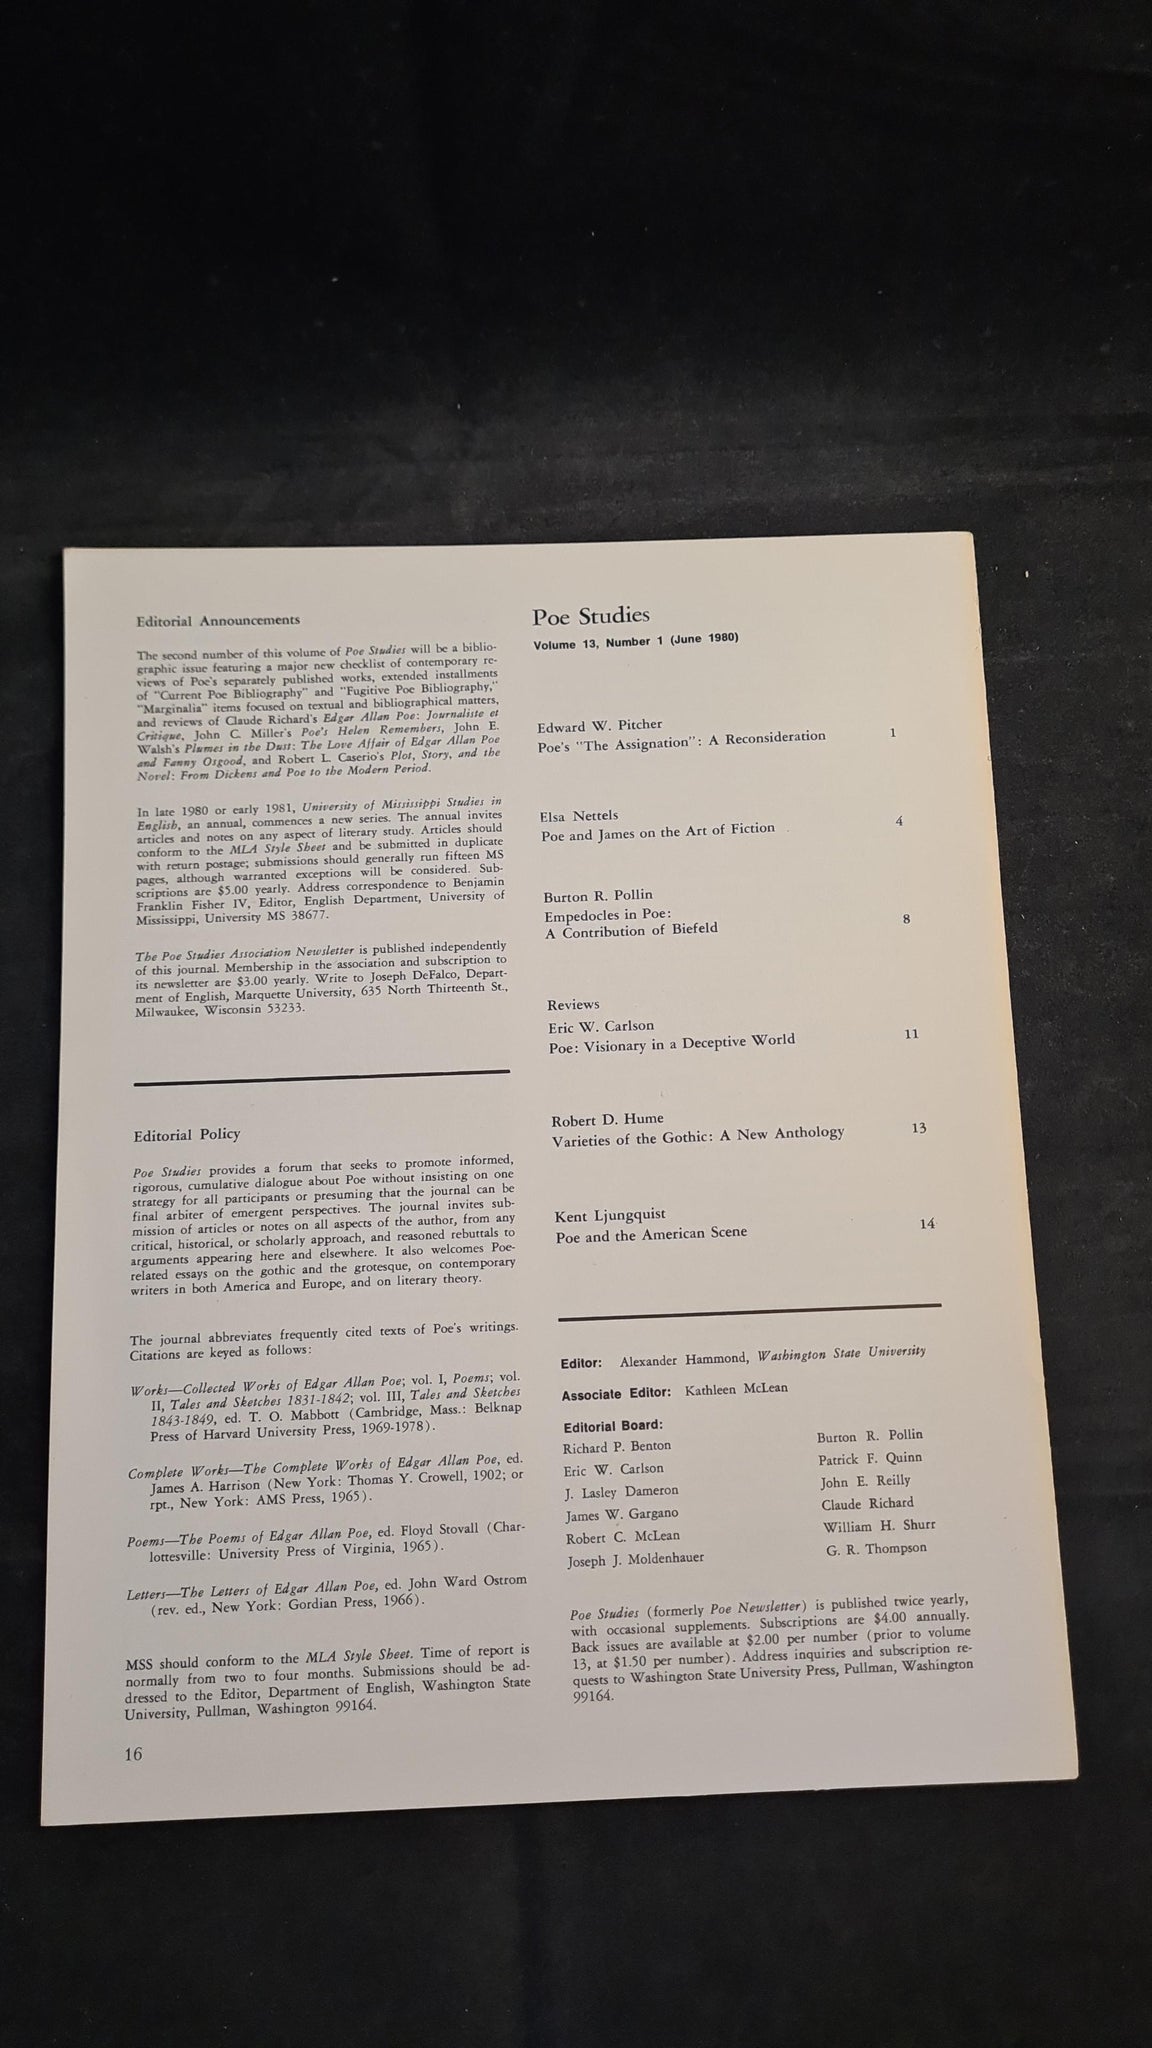 Editorial Announcements
The second number of this volume of Poe Studies will be a biblio-
graphic issue featuring a major new checklist of contemporary re-
views of Poe's separately published works, extended installments
of "Current Poe Bibliography" and "Fugitive Poe Bibliography,"
"Marginalia" items focused on textual and bibliographical matters,
and reviews of Claude Richard's Edgar Allan Poe: Journaliste et
Critique, John C. Miller's Poe's Helen Remembers, John E.
Walsh's Plumes in the Dust: The Love Affair of Edgar Allan Poe
and Fanny Osgood, and Robert L. Caserio's Plot, Story, and the
Novel: From Dickens and Poe to the Modern Period.
In late 1980 or early 1981, University of Mississippi Studies in
English, an annual, commences a new series. The annual invites
articles and notes on any aspect of literary study. Articles should
conform to the MLA Style Sheet and be submitted in duplicate
with return postage; submissions should generally run fifteen MS
pages, although warranted exceptions will be considered. Sub-
scriptions are $5.00 yearly. Address correspondence to Benjamin
Franklin Fisher IV, Editor, English Department, University of
Mississippi, University MS 38677.
The Poe Studies Association Newsletter is published independently
of this journal. Membership in the association and subscription to
its newsletter are $3.00 yearly. Write to Joseph DeFalco, Depart-
ment of English, Marquette University, 635 North Thirteenth St.,
Milwaukee, Wisconsin 53233.
Editorial Policy
Poe Studies provides a forum that seeks to promote informed,
rigorous, cumulative dialogue about Poe without insisting on one
strategy for all participants or presuming that the journal can be
final arbiter of emergent perspectives. The journal invites sub-
mission of articles or notes on all aspects of the author, from any
critical, historical, or scholarly approach, and reasoned rebuttals to
arguments appearing here and elsewhere. It also welcomes Poe-
related essays on the gothic and the grotesque, on contemporary
writers in both America and Europe, and on literary theory.
The journal abbreviates frequently cited texts of Poe's writings.
Citations are keyed as follows:
Works—Collected Works of Edgar Allan Poe; vol. I, Poems; vol.
II, Tales and Sketches 1831-1842; vol. III, Tales and Sketches
1843-1849, ed. T. O. Mabbott (Cambridge, Mass.: Belknap
Press of Harvard University Press, 1969-1978).
Complete Works—The Complete Works of Edgar Allan Poe, ed.
James A. Harrison (New York: Thomas Y. Crowell, 1902; or
rpt., New York: AMS Press, 1965).
Poems—The Poems of Edgar Allan Poe, ed. Floyd Stovall (Char-
lottesville: University Press of Virginia, 1965).
Letters—The Letters of Edgar Allan Poe, ed. John Ward Ostrom
(rev. ed., New York: Gordian Press, 1966).
MSS should conform to the MLA Style Sheet. Time of report is
normally from two to four months. Submissions should be ad-
dressed to the Editor, Department of English, Washington State
University, Pullman, Washington 99164.
16
Poe Studies
Volume 13, Number 1 (June 1980)
Edward W. Pitcher
Poe's "The Assignation": A Reconsideration 1
Elsa Nettels
Poe and James on the Art of Fiction 4
Burton R. Pollin
Empedocles in Poe:
A Contribution of Biefeld 8
Reviews
Eric W. Carlson
Poe: Visionary in a Deceptive World 11
Robert D. Hume
Varieties of the Gothic: A New Anthology 13
Kent Ljungquist
Poe and the American Scene 14
Editor: Alexander Hammond, Washington State University
Associate Editor: Kathleen McLean
Editorial Board:
Richard P. Benton
Eric W. Carlson
J. Lasley Dameron
James W. Gargano
Robert C. McLean
Joseph J. Moldenhauer
Burton R. Pollin
Patrick F. Quinn
John E. Reilly
Claude Richard
William H. Shurr
G. R. Thompson
Poe Studies (formerly Poe Newsletter) is published twice yearly,
with occasional supplements. Subscriptions are $4.00 annually.
Back issues are available at $2.00 per number (prior to volume
13, at $1.50 per number). Address inquiries and subscription re-
quests to Washington State University Press, Pullman, Washington
99164.